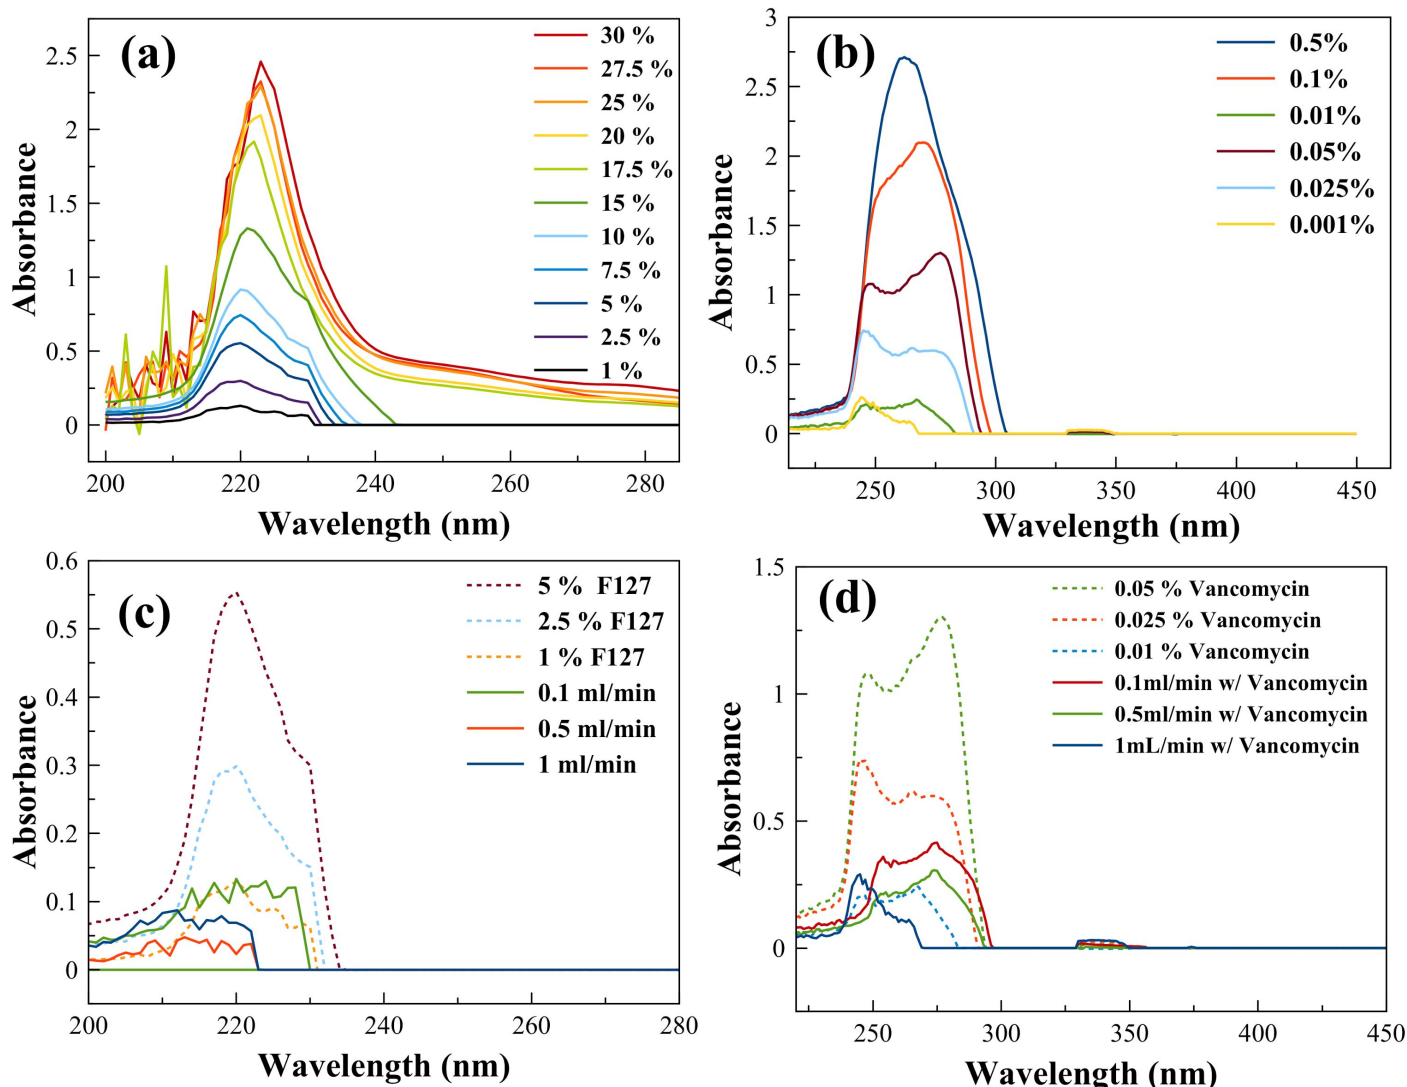 (a)
30 %
27.5 %
25 %
20 %
17.5 %
15 %
10 %
7.5 %
5 %
2.5 %
1 %
2.5
2
1.5
1
0.5
0
Absorbance
200 220 240 260 280
Wavelength (nm)
(b)
0.5%
0.1%
0.01%
0.05%
0.025%
0.001%
3
2.5
2
1.5
1
0.5
0
Absorbance
250 300 350 400 450
Wavelength (nm)
(c)
5 % F127
2.5 % F127
1 % F127
0.1 ml/min
0.5 ml/min
1 ml/min
0.6
0.5
0.4
0.3
0.2
0.1
0
Absorbance
200 220 240 260 280
Wavelength (nm)
(d)
0.05 % Vancomycin
0.025 % Vancomycin
0.01 % Vancomycin
0.1ml/min w/ Vancomycin
0.5ml/min w/ Vancomycin
1mL/min w/ Vancomycin
1.5
1
0.5
0
Absorbance
250 300 350 400 450
Wavelength (nm)